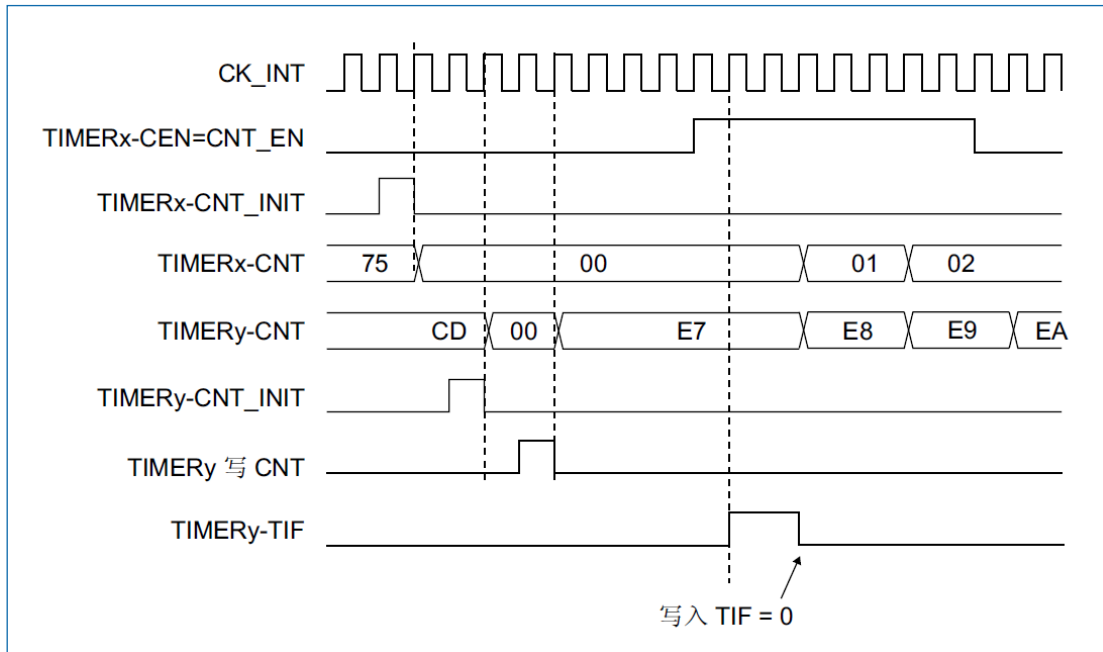 CK_INT
TIMERx-CEN=CNT_EN
TIMERx-CNT_INIT
TIMERx-CNT 75 00 01 02
TIMERy-CNT CD 00 E7 E8 E9 EA
TIMERy-CNT_INIT
TIMERy 写 CNT
TIMERy-TIF
写入 TIF = 0